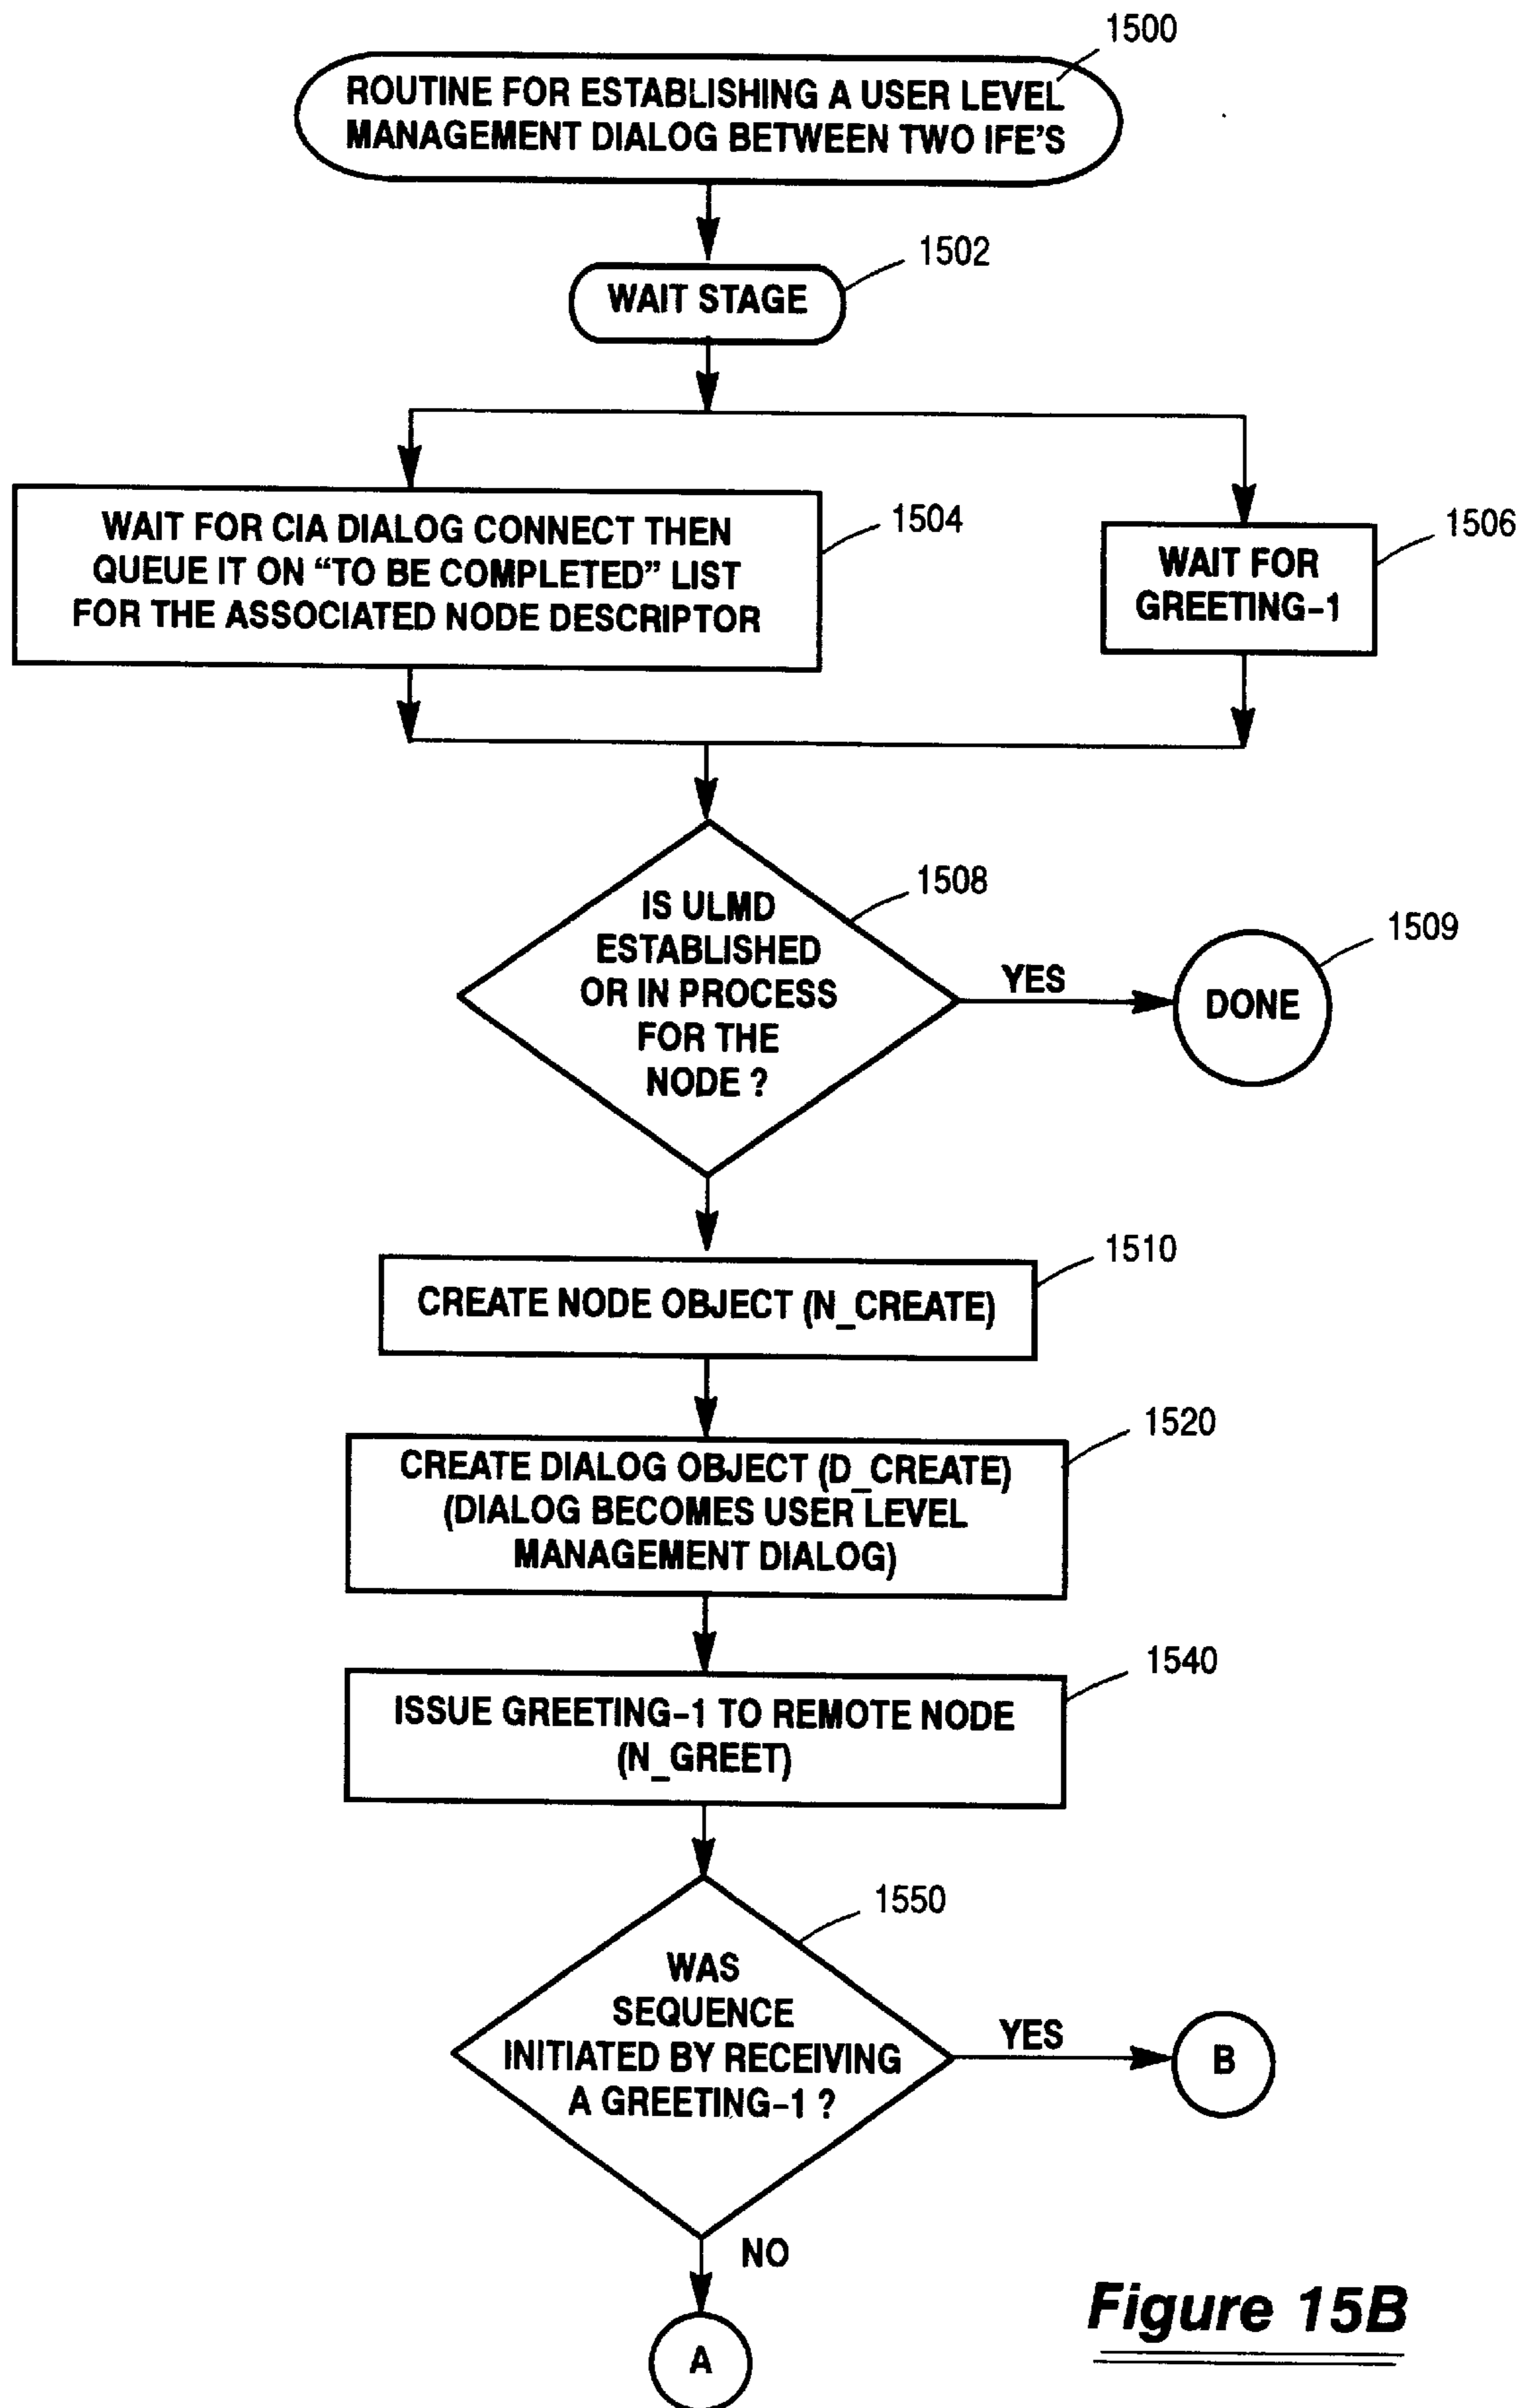 1500
ROUTINE FOR ESTABLISHING A USER LEVEL
MANAGEMENT DIALOG BETWEEN TWO IFE'S
1502
WAIT STAGE
1504
WAIT FOR CIA DIALOG CONNECT THEN
QUEUE IT ON “TO BE COMPLETED” LIST
FOR THE ASSOCIATED NODE DESCRIPTOR
1506
WAIT FOR
GREETING-1
1508
IS ULMD
ESTABLISHED
OR IN PROCESS
FOR THE
NODE ?
YES
1509
DONE
1510
CREATE NODE OBJECT (N_CREATE)
1520
CREATE DIALOG OBJECT (D_CREATE)
(DIALOG BECOMES USER LEVEL
MANAGEMENT DIALOG)
1540
ISSUE GREETING-1 TO REMOTE NODE
(N_GREET)
1550
WAS
SEQUENCE
INITIATED BY RECEIVING
A GREETING-1 ?
YES
B
NO
A
Figure 15B